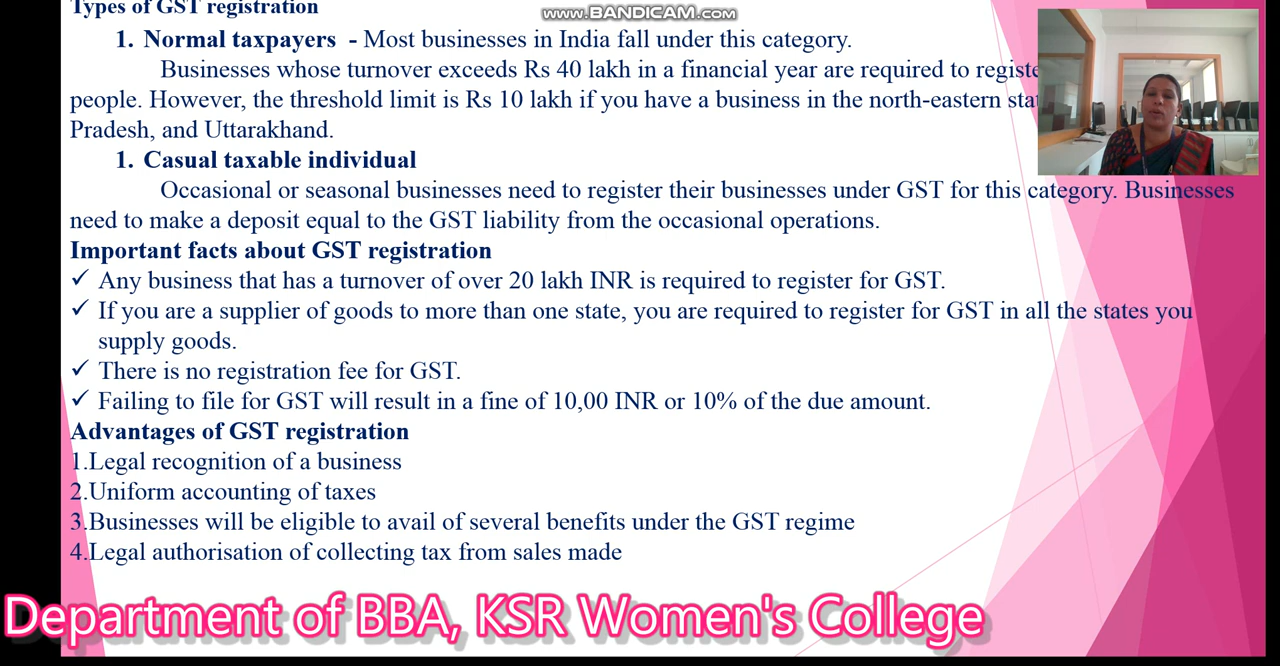 www.BANDICAM.com
Types of GST registration
1. Normal taxpayers - Most businesses in India fall under this category.
Businesses whose turnover exceeds Rs 40 lakh in a financial year are required to
people. However, the threshold limit is Rs 10 lakh if you have a business in the north-eastern
Pradesh, and Uttarakhand.
1. Casual taxable individual
Occasional or seasonal businesses need to register their businesses under GST for this category. Businesses
need to make a deposit equal to the GST liability from the occasional operations.
Important facts about GST registration
✓ Any business that has a turnover of over 20 lakh INR is required to register for GST.
✓ If you are a supplier of goods to more than one state, you are required to register for GST in all the states you
supply goods.
✓ There is no registration fee for GST.
✓ Failing to file for GST will result in a fine of 10,00 INR or 10% of the due amount.
Advantages of GST registration
1.Legal recognition of a business
2.Uniform accounting of taxes
3.Businesses will be eligible to avail of several benefits under the GST regime
4.Legal authorisation of collecting tax from sales made
Department of BBA, KSR Women's College